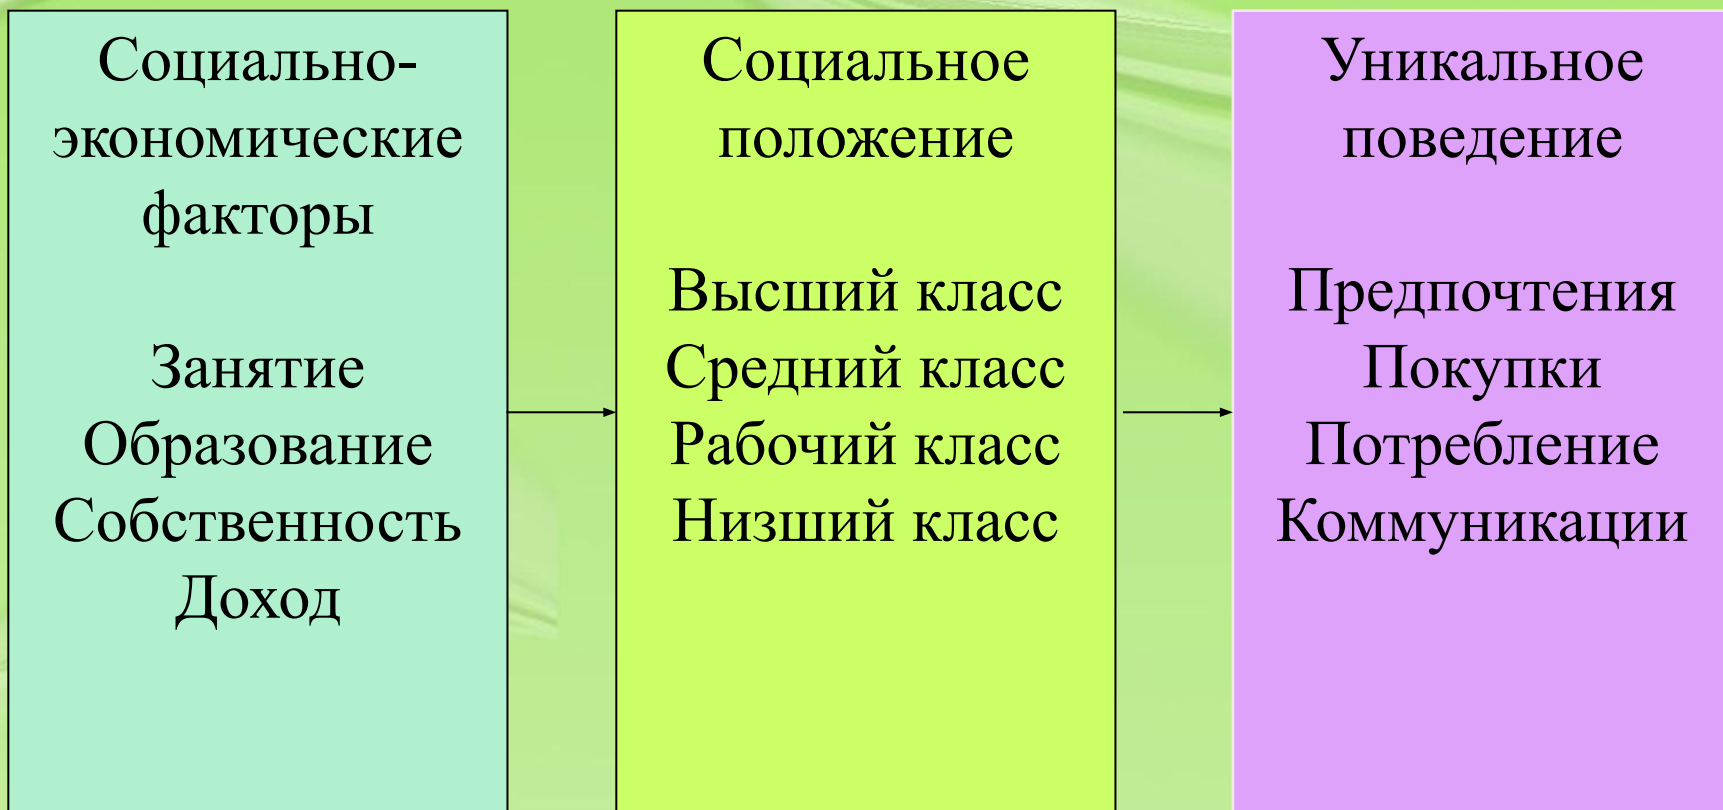 Социально-
экономические
факторы
Занятие
Образование
Собственность
Доход
Социальное
положение
Высший класс
Средний класс
Рабочий класс
Низший класс
Уникальное
поведение
Предпочтения
Покупки
Потребление
Коммуникации